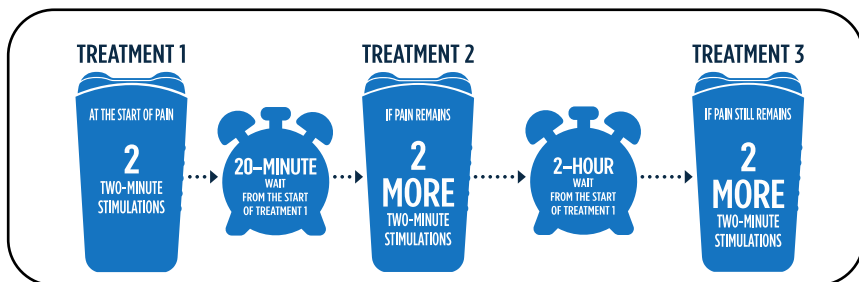 TREATMENT 1
AT THE START OF PAIN
2
TWO-MINUTE
STIMULATIONS
20–MINUTE
WAIT
FROM THE START
OF TREATMENT 1
TREATMENT 2
IF PAIN REMAINS
2
MORE
TWO-MINUTE
STIMULATIONS
2-HOUR
WAIT
FROM THE START
OF TREATMENT 1
TREATMENT 3
IF PAIN STILL REMAINS
2
MORE
TWO-MINUTE
STIMULATIONS